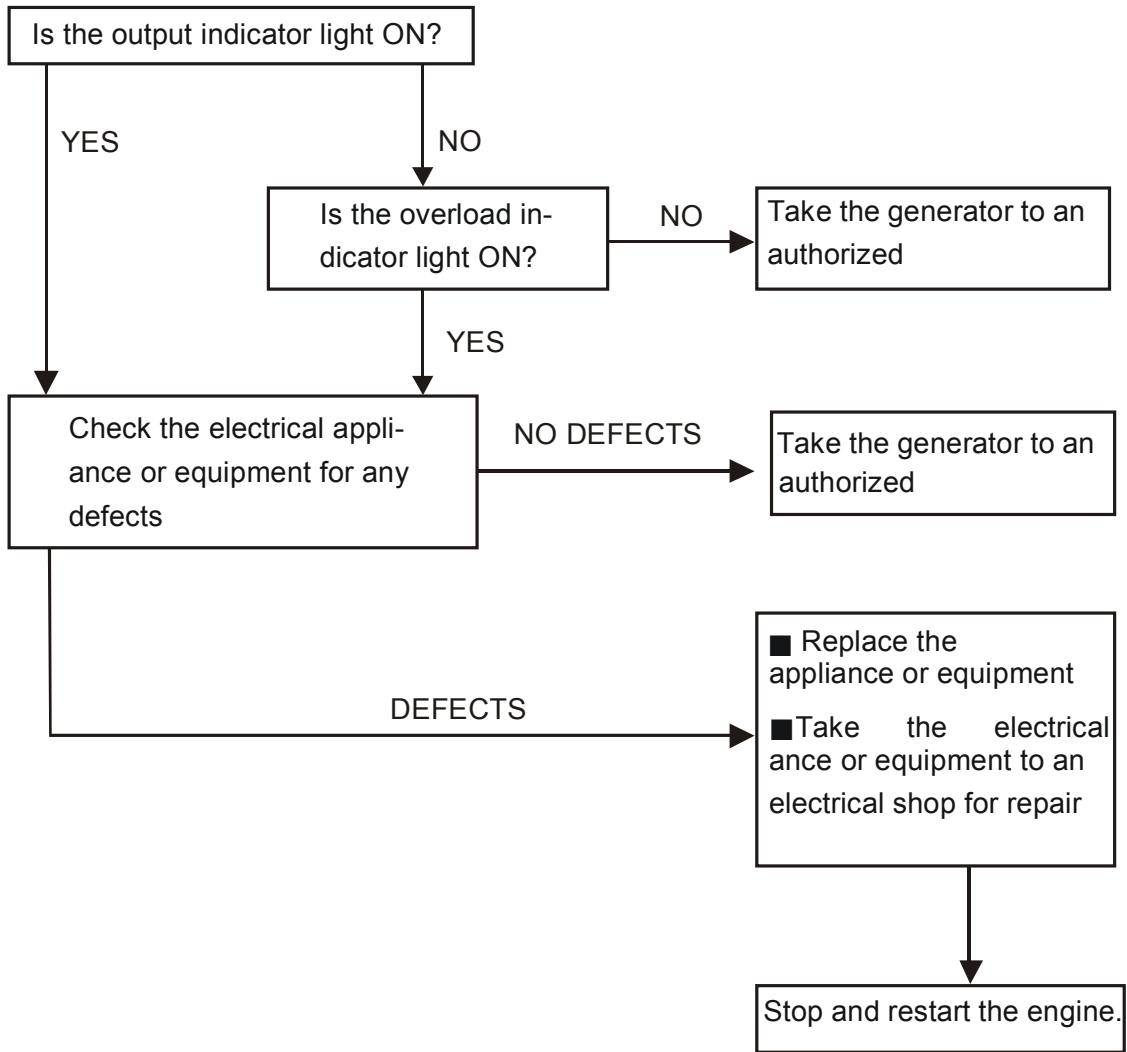 Is the output indicator light ON?
YES
NO
Is the overload in-
dicator light ON?
NO
Take the generator to an
authorized
YES
Check the electrical appli-
ance or equipment for any
defects
NO DEFECTS
Take the generator to an
authorized
DEFECTS
■ Replace the
appliance or equipment
■Take the electrical
ance or equipment to an
electrical shop for repair
Stop and restart the engine.